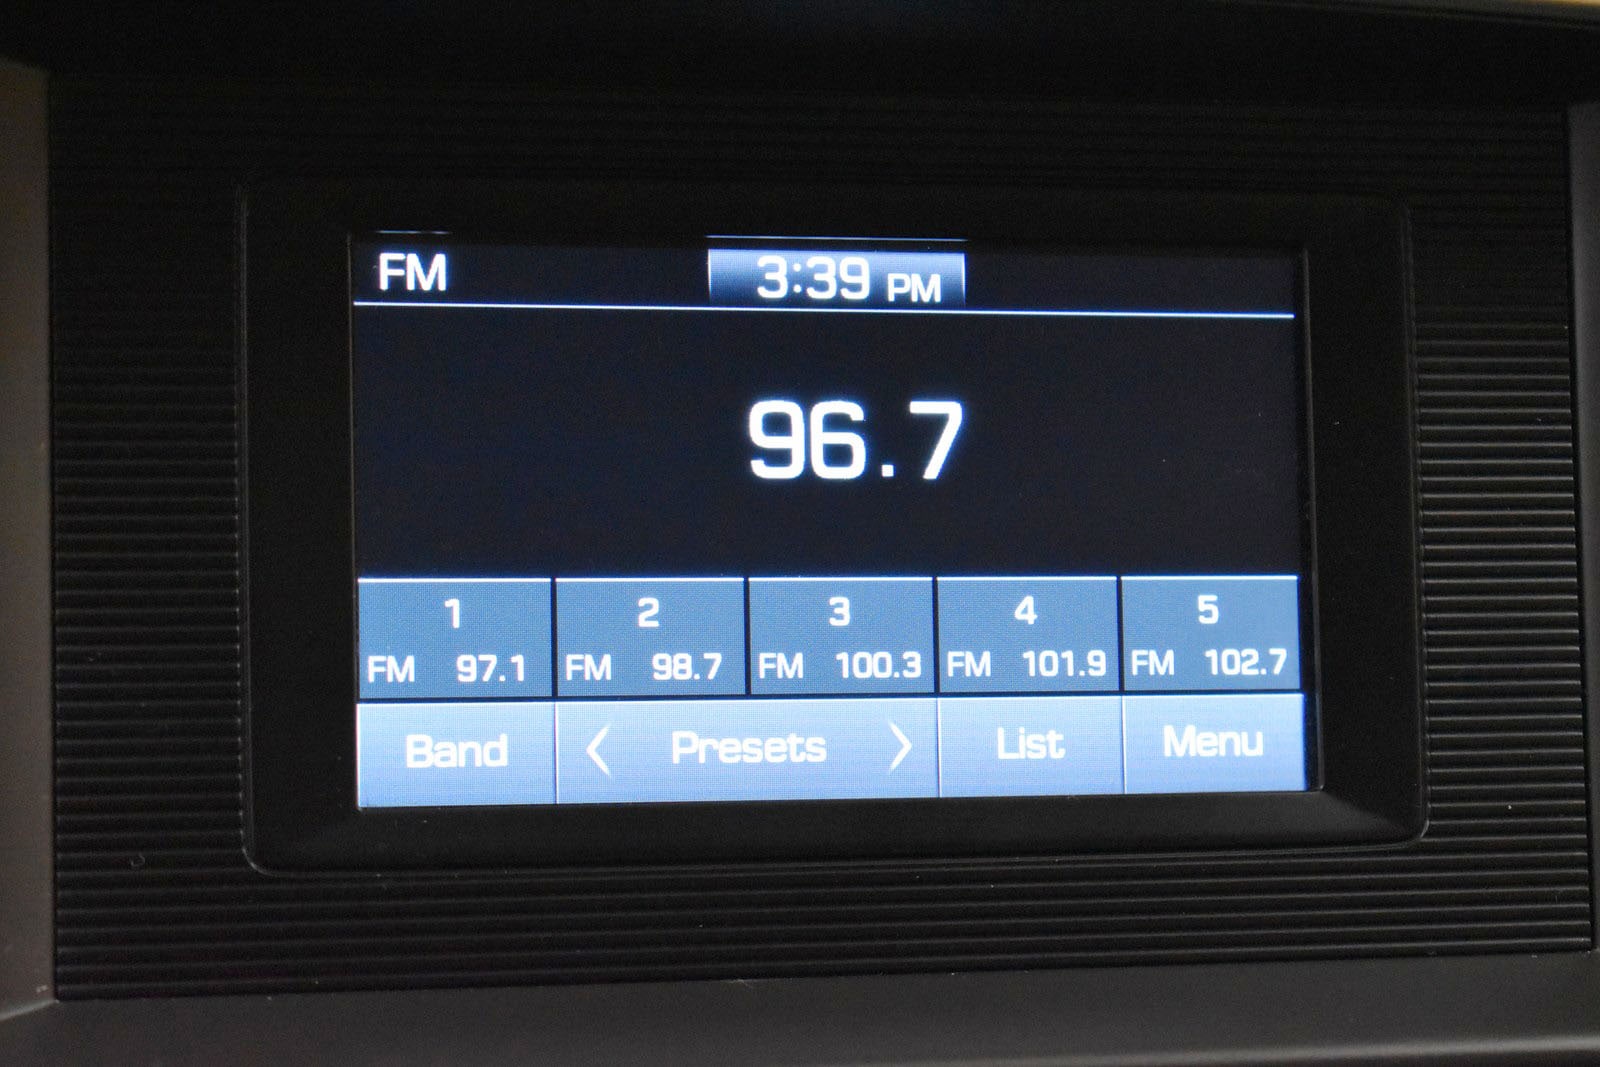 FM 3:39 PM
96.7
1 2 3 4 5
FM 97.1 FM 98.7 FM 100.3 FM 101.9 FM 102.7
Band < Presets > List Menu